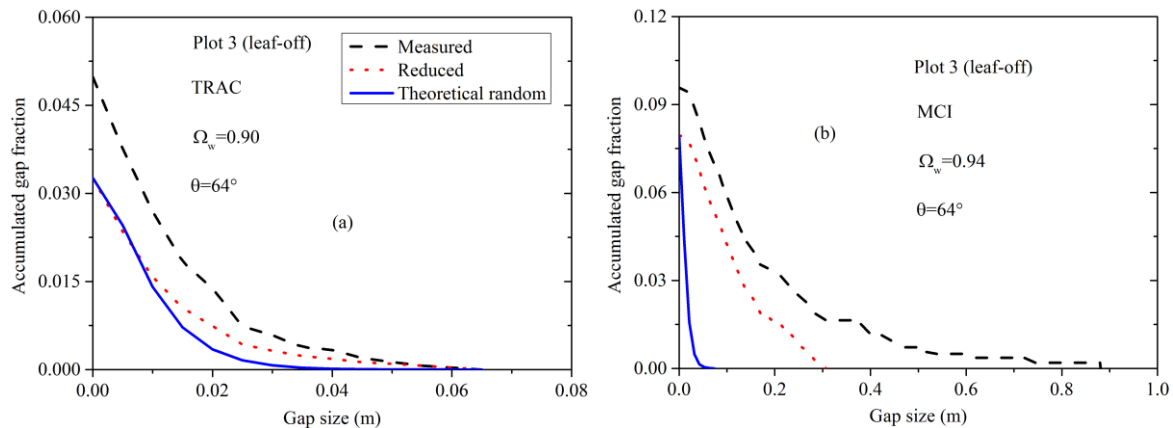 0.060
0.045
0.030
0.015
0.000
Accumulated gap fraction
Plot 3 (leaf-off)
TRAC
Ω_w=0.90
θ=64°
Measured
Reduced
Theoretical random
(a)
0.00 0.02 0.04 0.06 0.08
Gap size (m)
0.12
0.09
0.06
0.03
0.00
Accumulated gap fraction
Plot 3 (leaf-off)
MCI
(b)
Ω_w=0.94
θ=64°
0.0 0.2 0.4 0.6 0.8 1.0
Gap size (m)